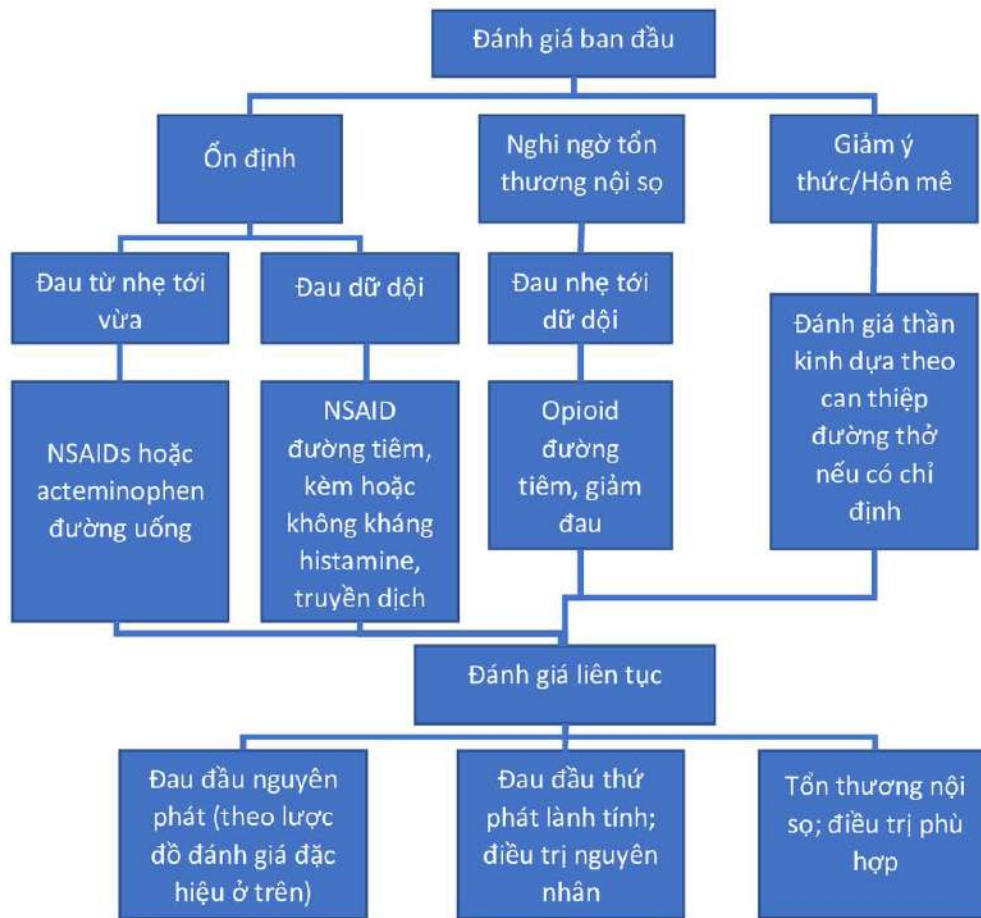 Đánh giá ban đầu
Ổn định
Nghi ngờ tổn
thương nội sọ
Giảm ý
thức/Hôn mê
Đau từ nhẹ tới
vừa
Đau dữ dội
Đau nhẹ tới
dữ dội
Đánh giá thần
kinh dựa theo
can thiệp
đường thở
nếu có chỉ
định
NSAIDs hoặc
acteminophen
đường uống
NSAID
đường tiêm,
kèm hoặc
không kháng
histamine,
truyền dịch
Opioid
đường
tiêm, giảm
đau
Đánh giá liên tục
Đau đầu nguyên
phát (theo lược
đồ đánh giá đặc
hiệu ở trên)
Đau đầu thứ
phát lành tính;
điều trị nguyên
nhân
Tổn thương nội
sọ; điều trị phù
hợp